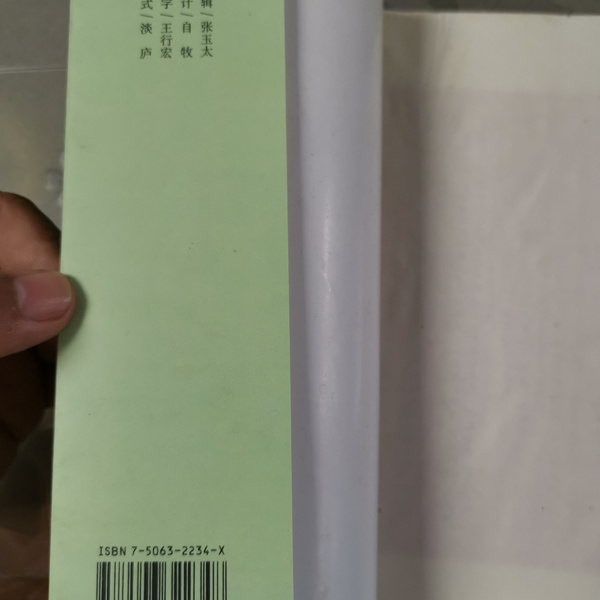 辑/张玉太
计/自牧
字/王行宏
式/淡庐
ISBN 7-5063-2234-X